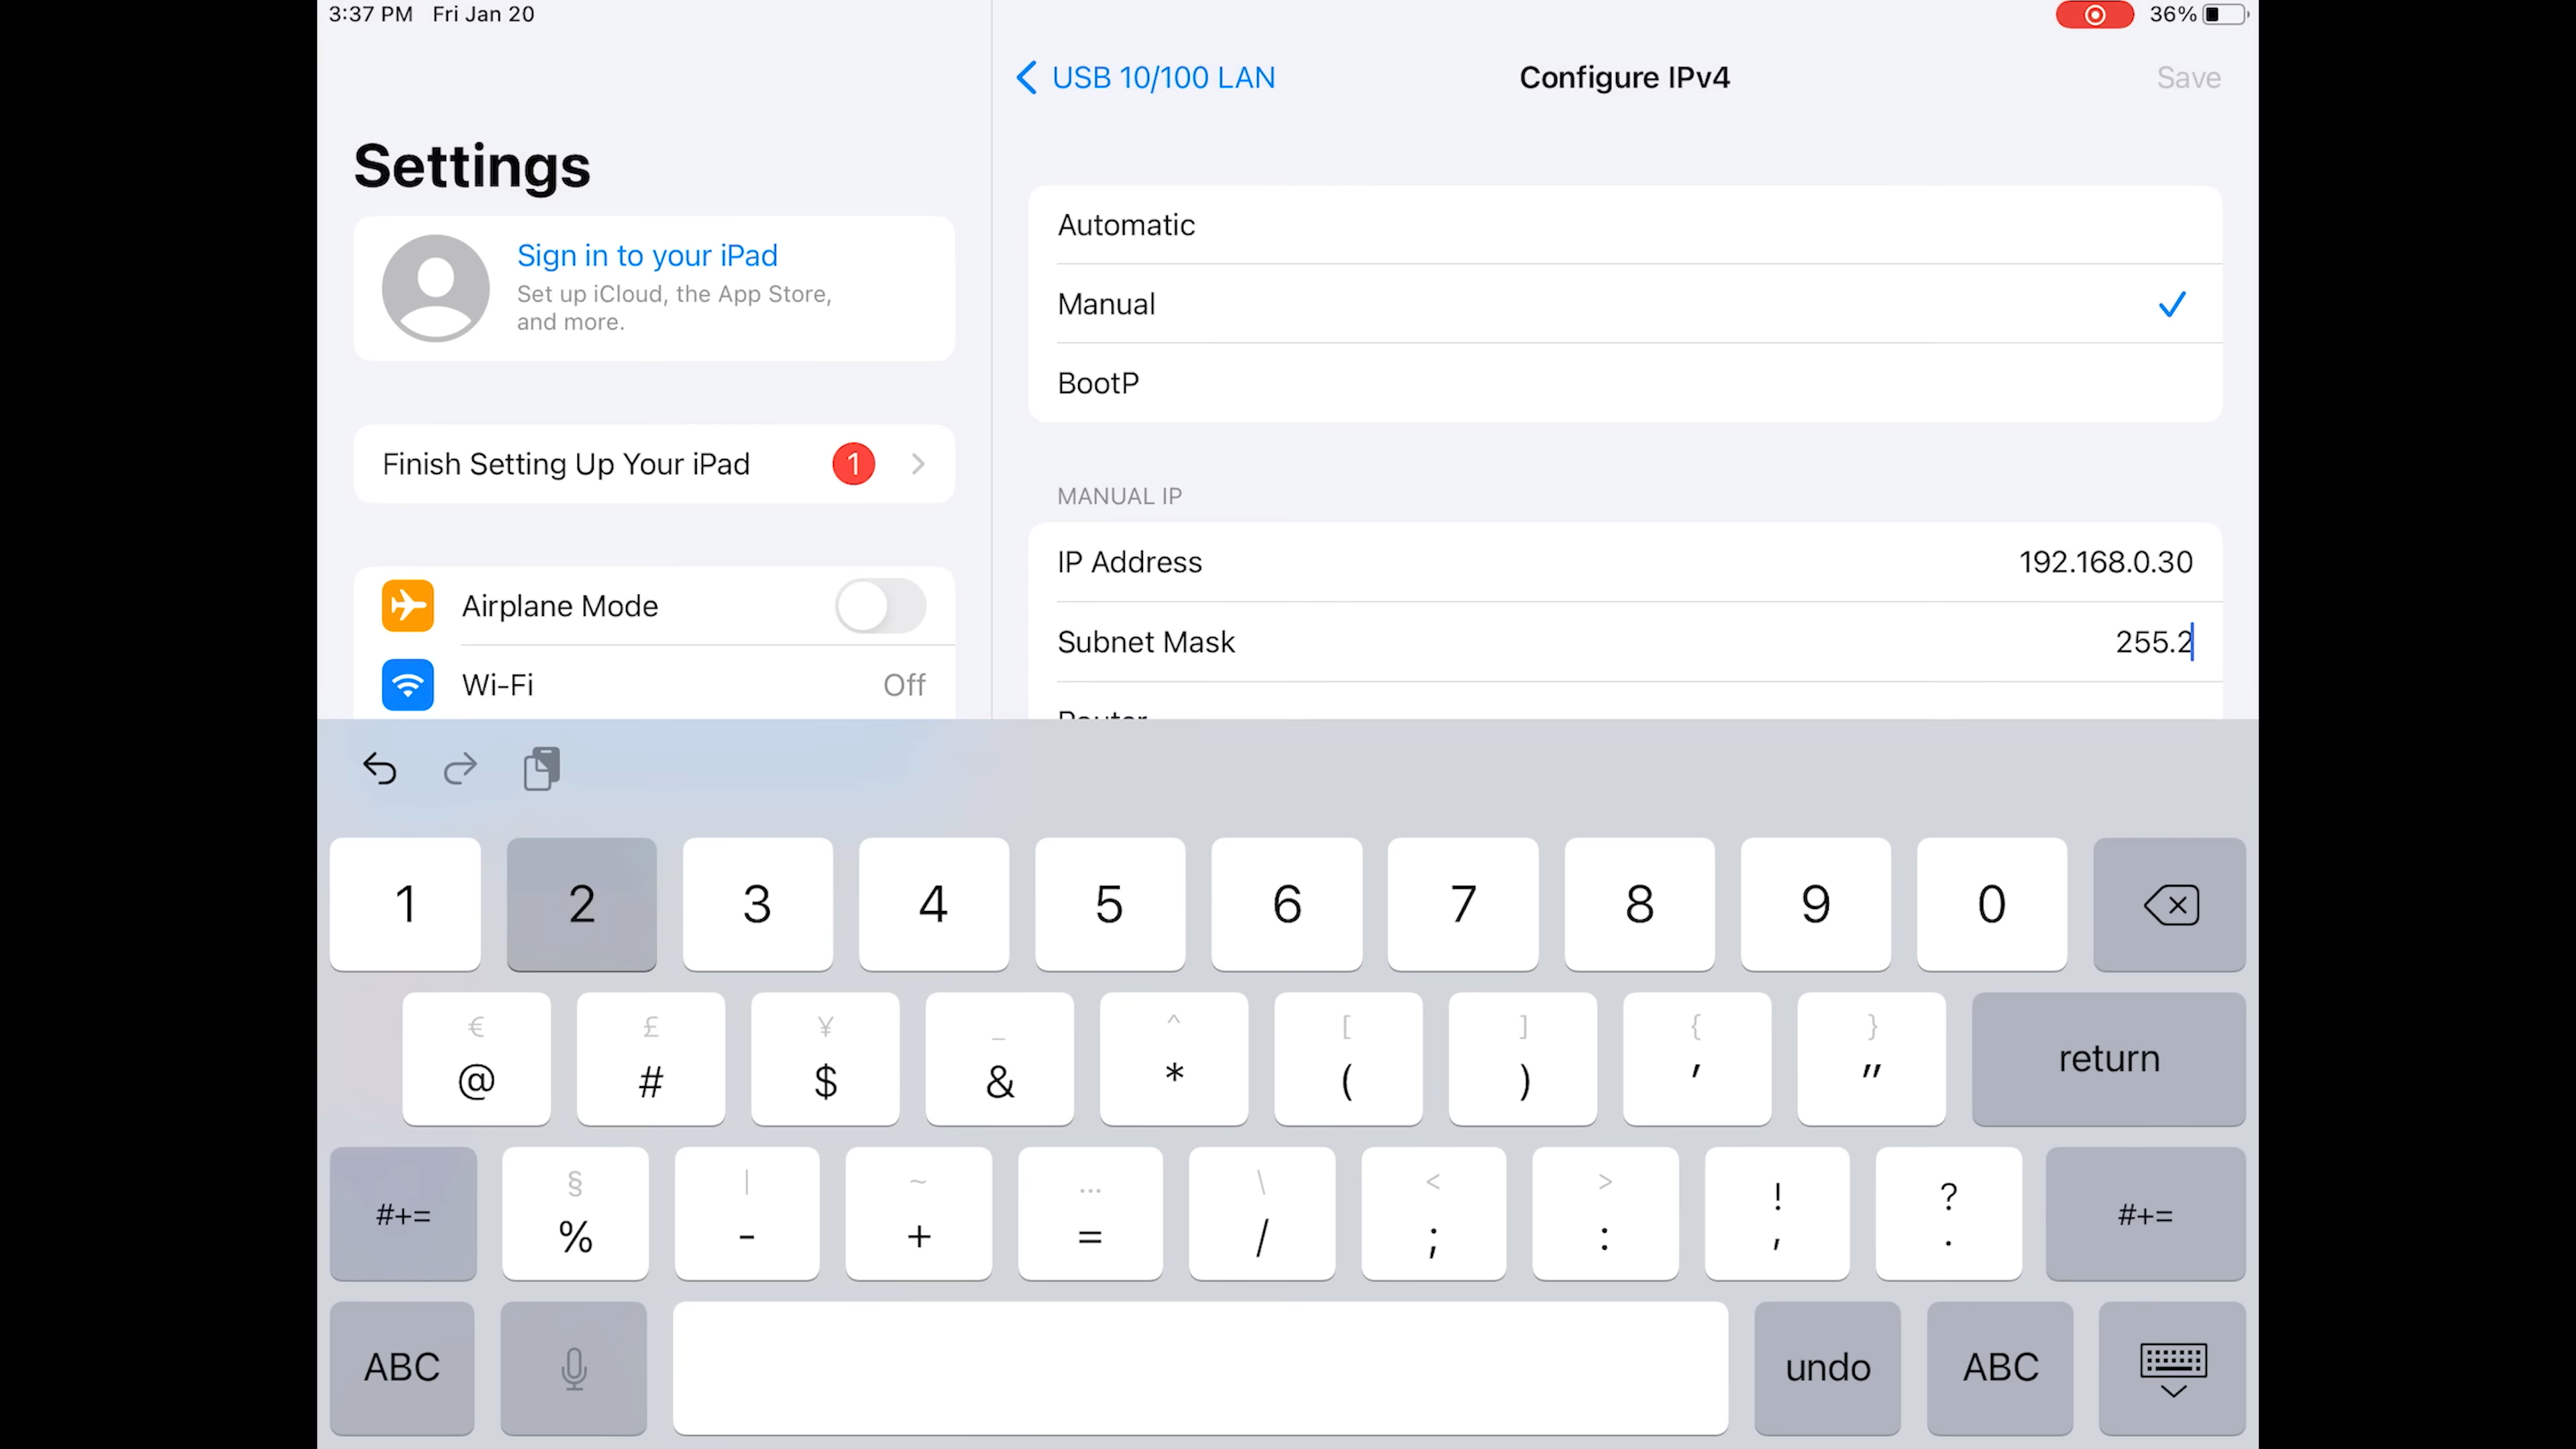 3:37 PM Fri Jan 20
36%
Settings
Sign in to your iPad
Set up iCloud, the App Store,
and more.
Finish Setting Up Your iPad 1
Airplane Mode
Wi-Fi Off
USB 10/100 LAN
Configure IPv4
Save
Automatic
Manual
BootP
MANUAL IP
IP Address 192.168.0.30
Subnet Mask 255.2
Router
1 2 3 4 5 6 7 8 9 0
€ £ ¥ _ ^ [ ] { }
@ # $ & * ( ) ' " return
§ | ~ … \ < > ! ?
#+= % - + = / ; : , . #+=
ABC undo ABC